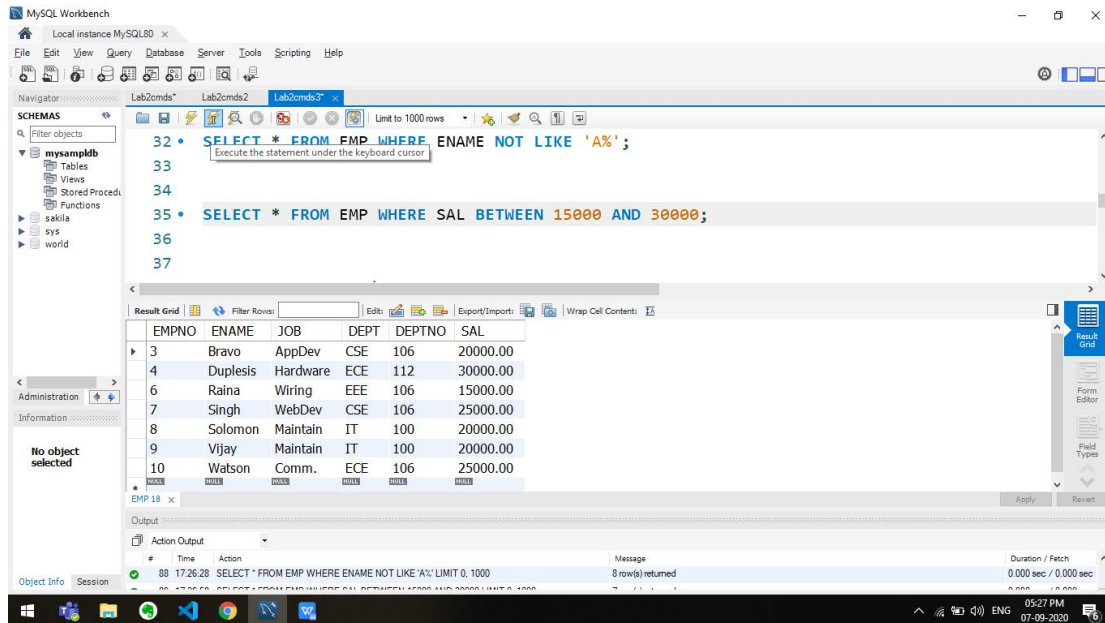 MySQL Workbench
Local instance MySQL80
File Edit View Query Database Server Tools Scripting Help
Navigator
Lab2cmds* Lab2cmds2 Lab2cmds3*
SCHEMAS
Limit to 1000 rows
Filter objects
mysampldb
Tables
Views
Stored Procedu
Functions
sakila
sys
world
32 SELECT * FROM EMP WHERE ENAME NOT LIKE 'A%';
Execute the statement under the keyboard cursor
33
34
35 SELECT * FROM EMP WHERE SAL BETWEEN 15000 AND 30000;
36
37
Result Grid Filter Rows: Edit: Export/Import: Wrap Cell Content:
EMPNO ENAME JOB DEPT DEPTNO SAL
3 Bravo AppDev CSE 106 20000.00
4 Duplesis Hardware ECE 112 30000.00
6 Raina Wiring EEE 106 15000.00
7 Singh WebDev CSE 106 25000.00
8 Solomon Maintain IT 100 20000.00
9 Vijay Maintain IT 100 20000.00
10 Watson Comm. ECE 106 25000.00
NULL NULL NULL NULL NULL NULL
Result Grid
Form Editor
Field Types
Administration
Information
No object selected
EMP 18
Apply Revert
Output
Action Output
# Time Action Message Duration / Fetch
88 17:26:28 SELECT * FROM EMP WHERE ENAME NOT LIKE 'A%' LIMIT 0, 1000 8 row(s) returned 0.000 sec / 0.000 sec
Object Info Session
ENG
05:27 PM
07-09-2020
6